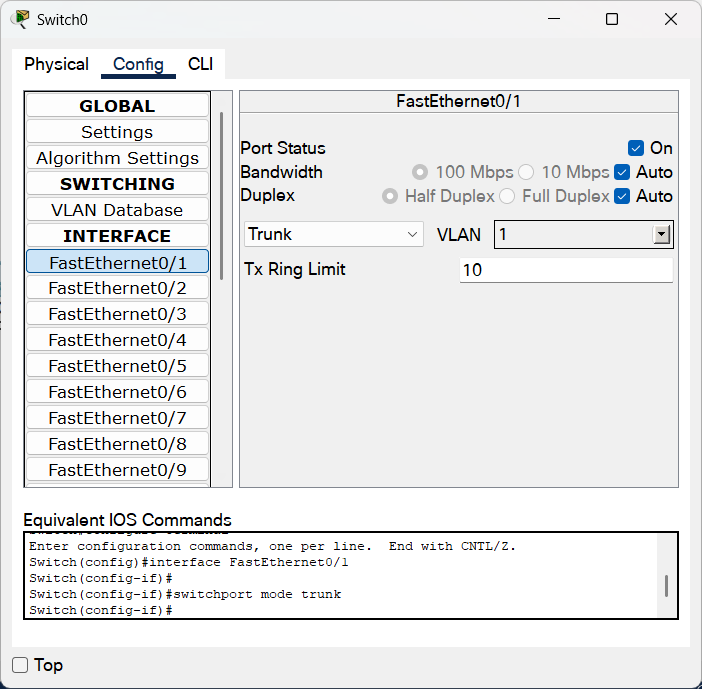 Switch0
Physical Config CLI
GLOBAL
Settings
Algorithm Settings
SWITCHING
VLAN Database
INTERFACE
FastEthernet0/1
FastEthernet0/2
FastEthernet0/3
FastEthernet0/4
FastEthernet0/5
FastEthernet0/6
FastEthernet0/7
FastEthernet0/8
FastEthernet0/9
FastEthernet0/1
Port Status On
Bandwidth 100 Mbps 10 Mbps Auto
Duplex Half Duplex Full Duplex Auto
Trunk VLAN 1
Tx Ring Limit 10
Equivalent IOS Commands
Enter configuration commands, one per line.  End with CNTL/Z.
Switch(config)#interface FastEthernet0/1
Switch(config-if)#
Switch(config-if)#switchport mode trunk
Switch(config-if)#
Top